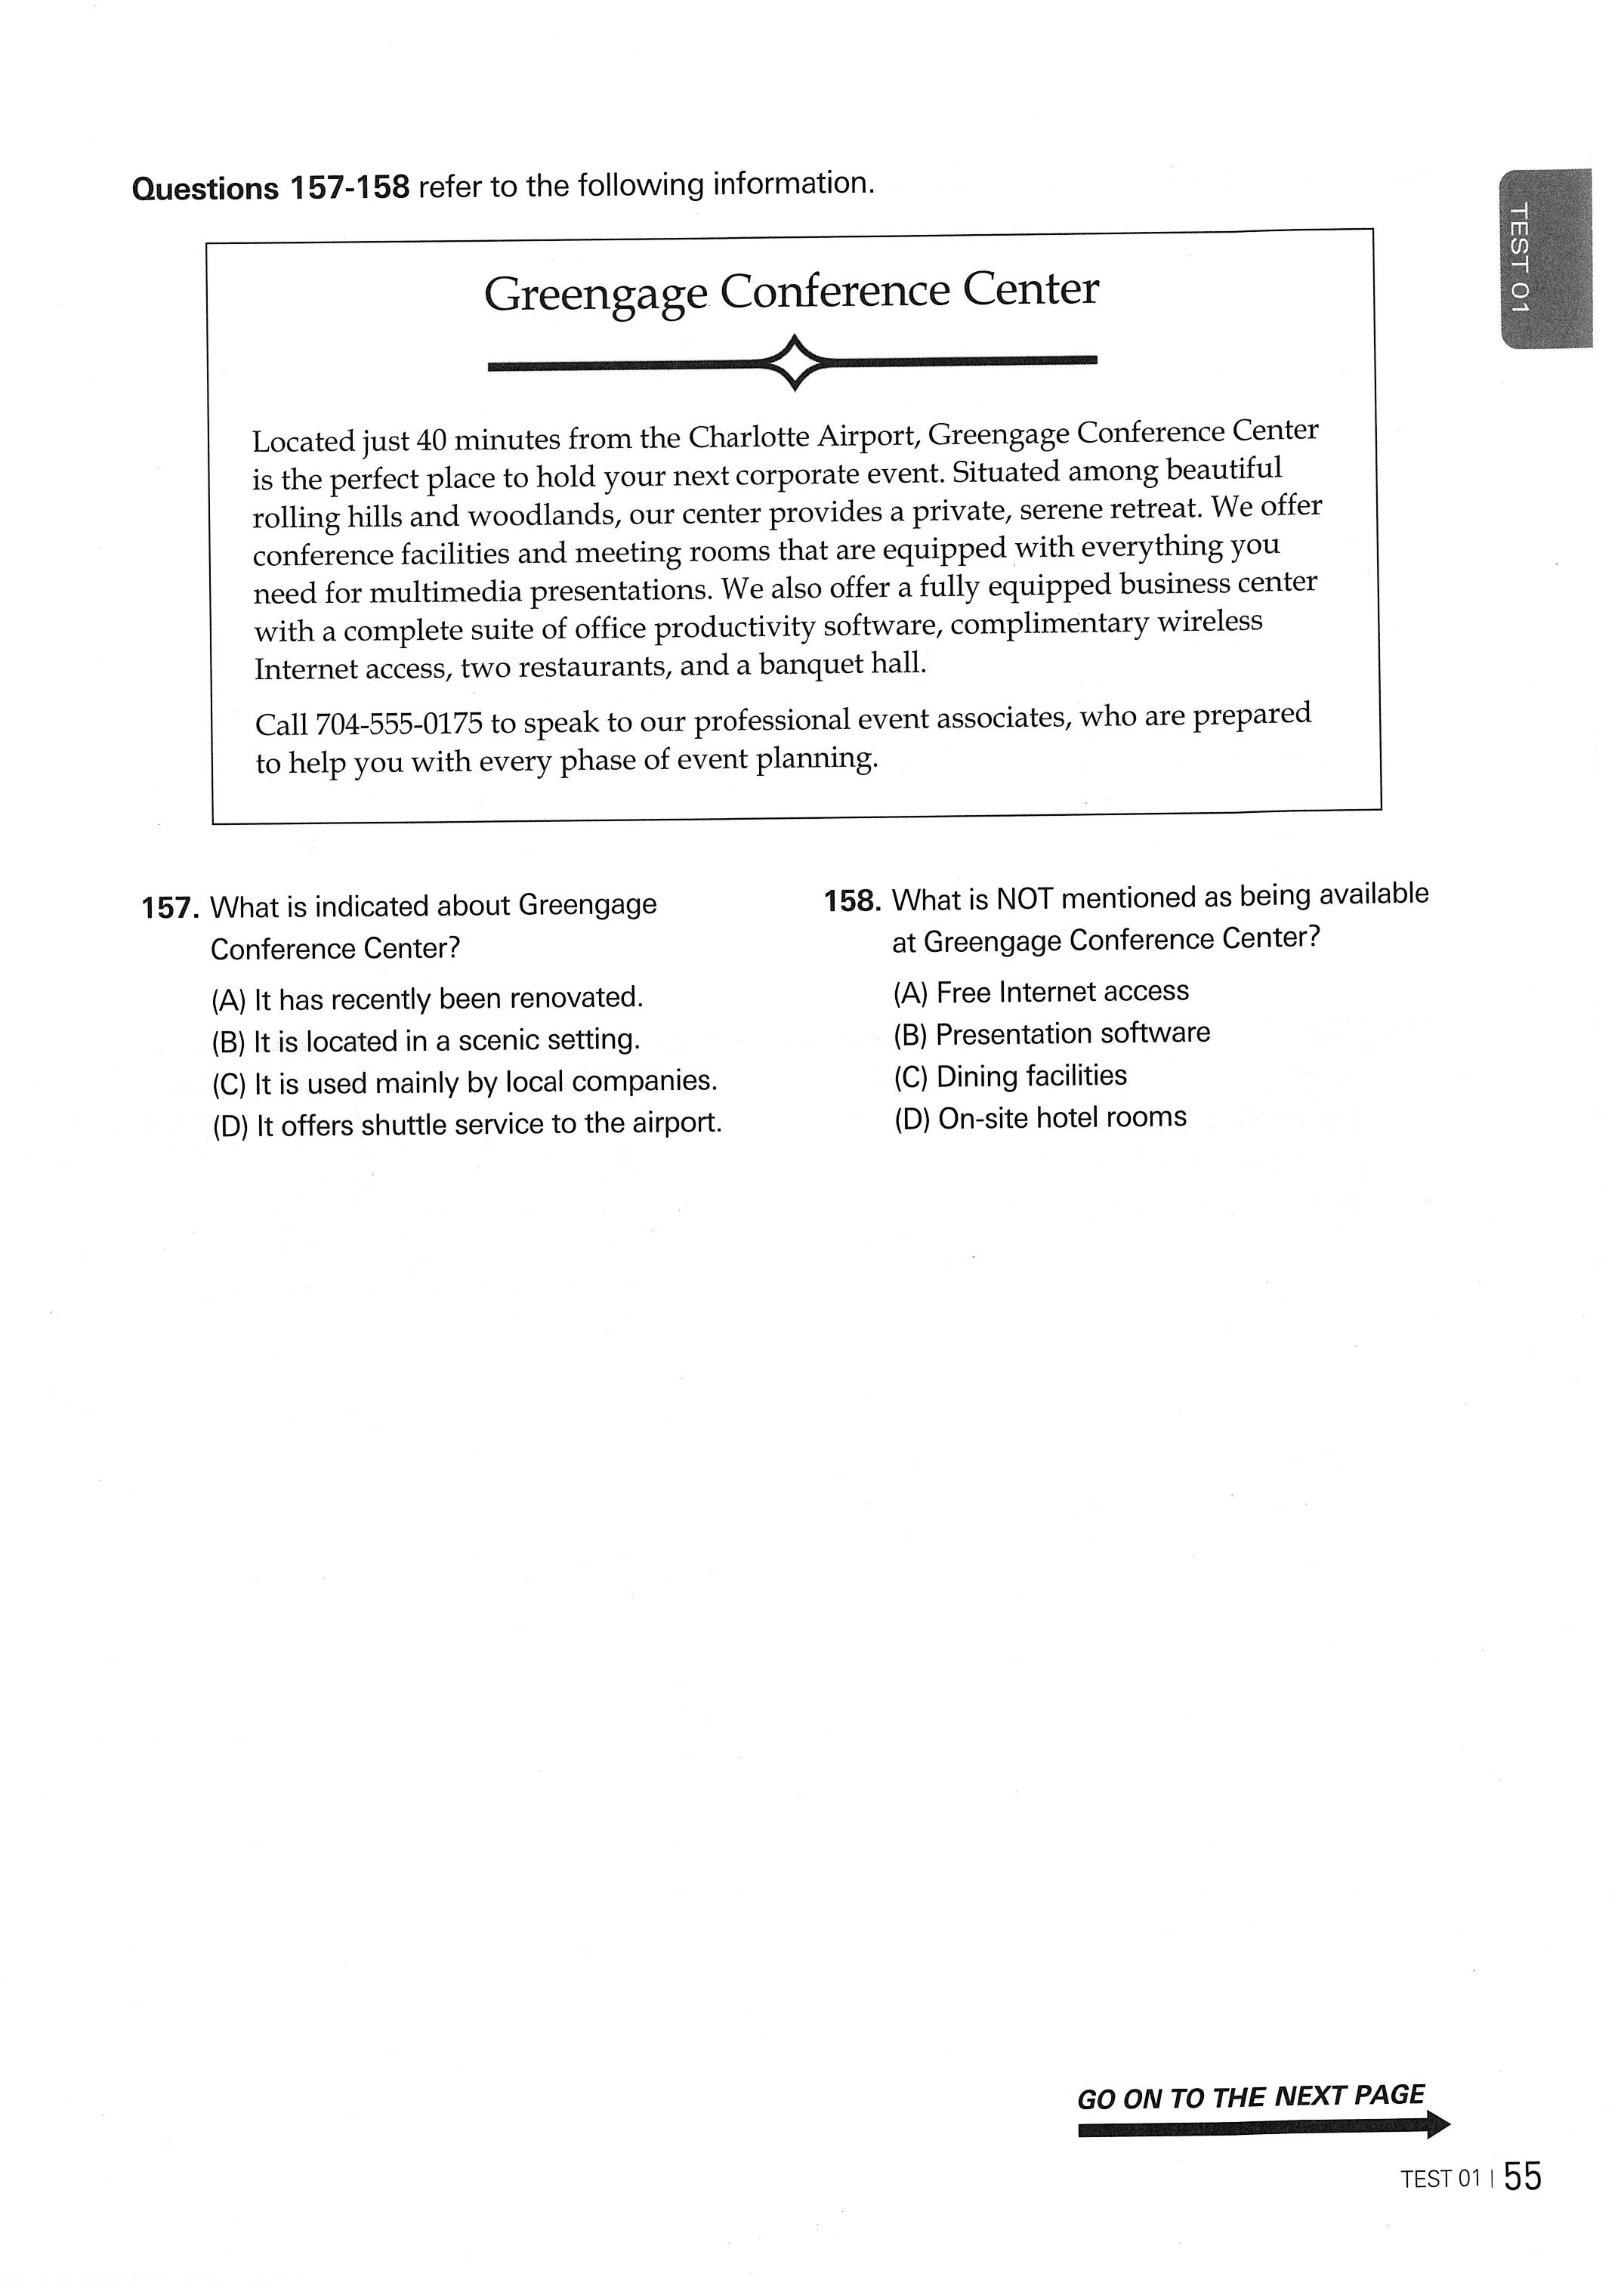 Questions 157-158 refer to the following information.
TEST 01
Greengage Conference Center
Located just 40 minutes from the Charlotte Airport, Greengage Conference Center
is the perfect place to hold your next corporate event. Situated among beautiful
rolling hills and woodlands, our center provides a private, serene retreat. We offer
conference facilities and meeting rooms that are equipped with everything you
need for multimedia presentations. We also offer a fully equipped business center
with a complete suite of office productivity software, complimentary wireless
Internet access, two restaurants, and a banquet hall.
Call 704-555-0175 to speak to our professional event associates, who are prepared
to help you with every phase of event planning.
157. What is indicated about Greengage
Conference Center?
(A) It has recently been renovated.
(B) It is located in a scenic setting.
(C) It is used mainly by local companies.
(D) It offers shuttle service to the airport.
158. What is NOT mentioned as being available
at Greengage Conference Center?
(A) Free Internet access
(B) Presentation software
(C) Dining facilities
(D) On-site hotel rooms
GO ON TO THE NEXT PAGE
TEST 01 | 55